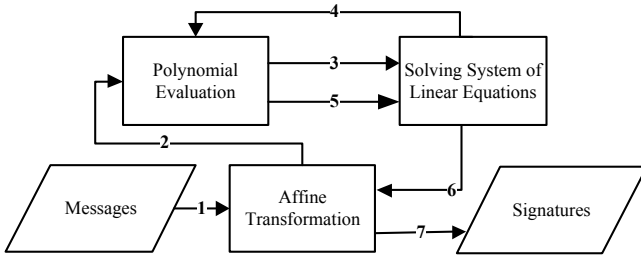 4
Polynomial
Evaluation
3
5
Solving System of
Linear Equations
2
6
Messages
1
Affine
Transformation
7
Signatures